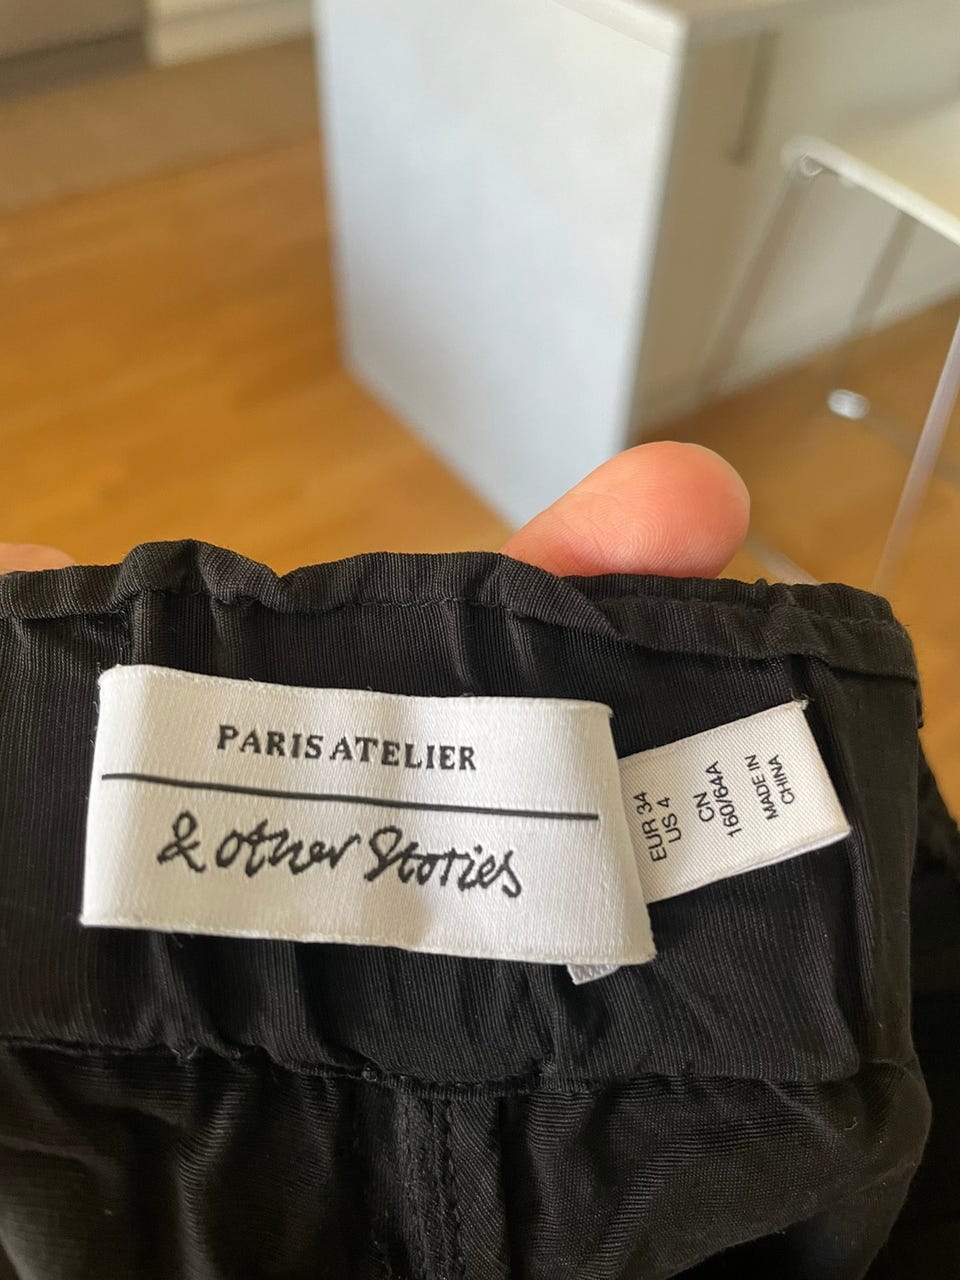 PARIS ATELIER
& other Stories
EUR 34
US 4
CN
160/64A
MADE IN
CHINA